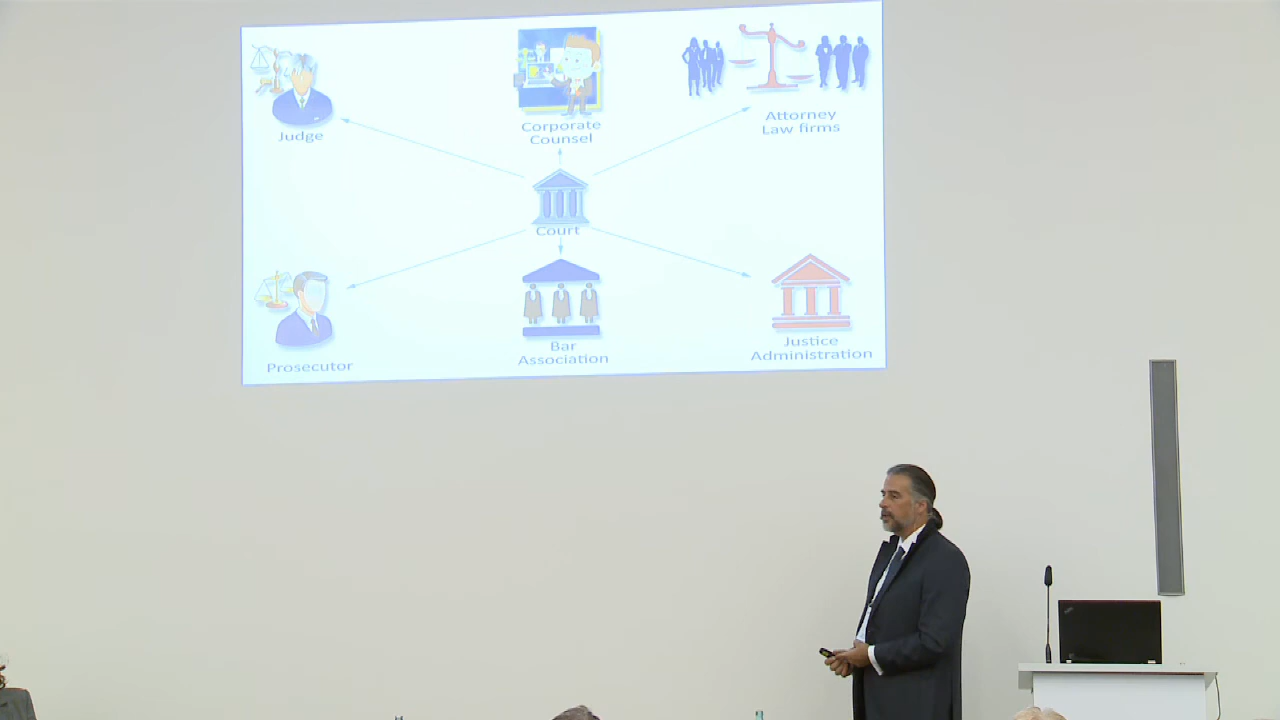 Judge
Corporate
Counsel
Attorney
Law firms
Court
Prosecutor
Bar
Association
Justice
Administration